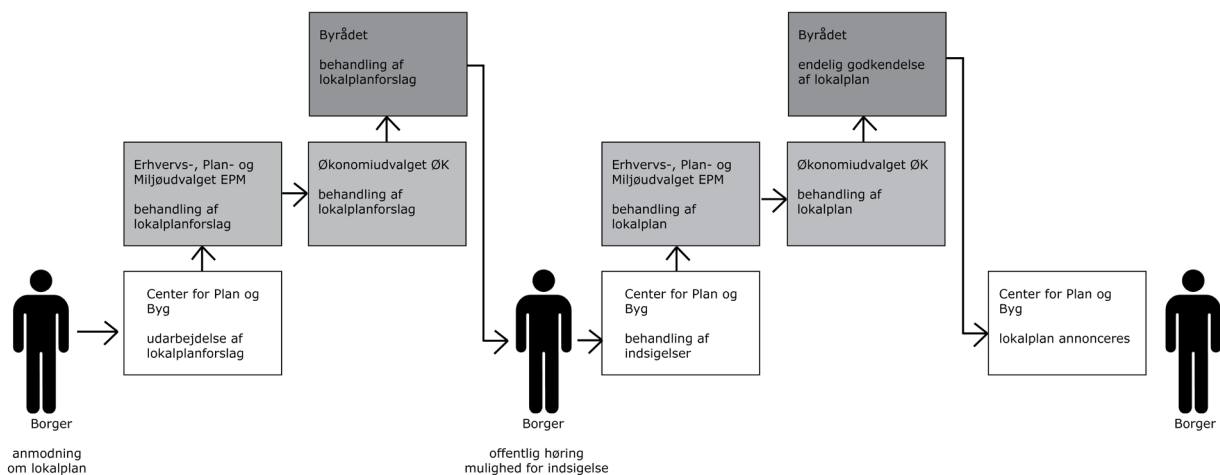 Borger
anmodning
om lokalplan
Center for Plan og
Byg
udarbejdelse af
lokalplanforslag
Erhvervs-, Plan- og
Miljøudvalget EPM
behandling af
lokalplanforslag
Økonomiudvalget ØK
behandling af
lokalplanforslag
Byrådet
behandling af
lokalplanforslag
Borger
offentlig høring
mulighed for indsigelse
Center for Plan og
Byg
behandling af
indsigelser
Erhvervs-, Plan- og
Miljøudvalget EPM
behandling af
lokalplan
Økonomiudvalget ØK
behandling af
lokalplan
Byrådet
endelig godkendelse
af lokalplan
Center for Plan og
Byg
lokalplan annonceres
Borger